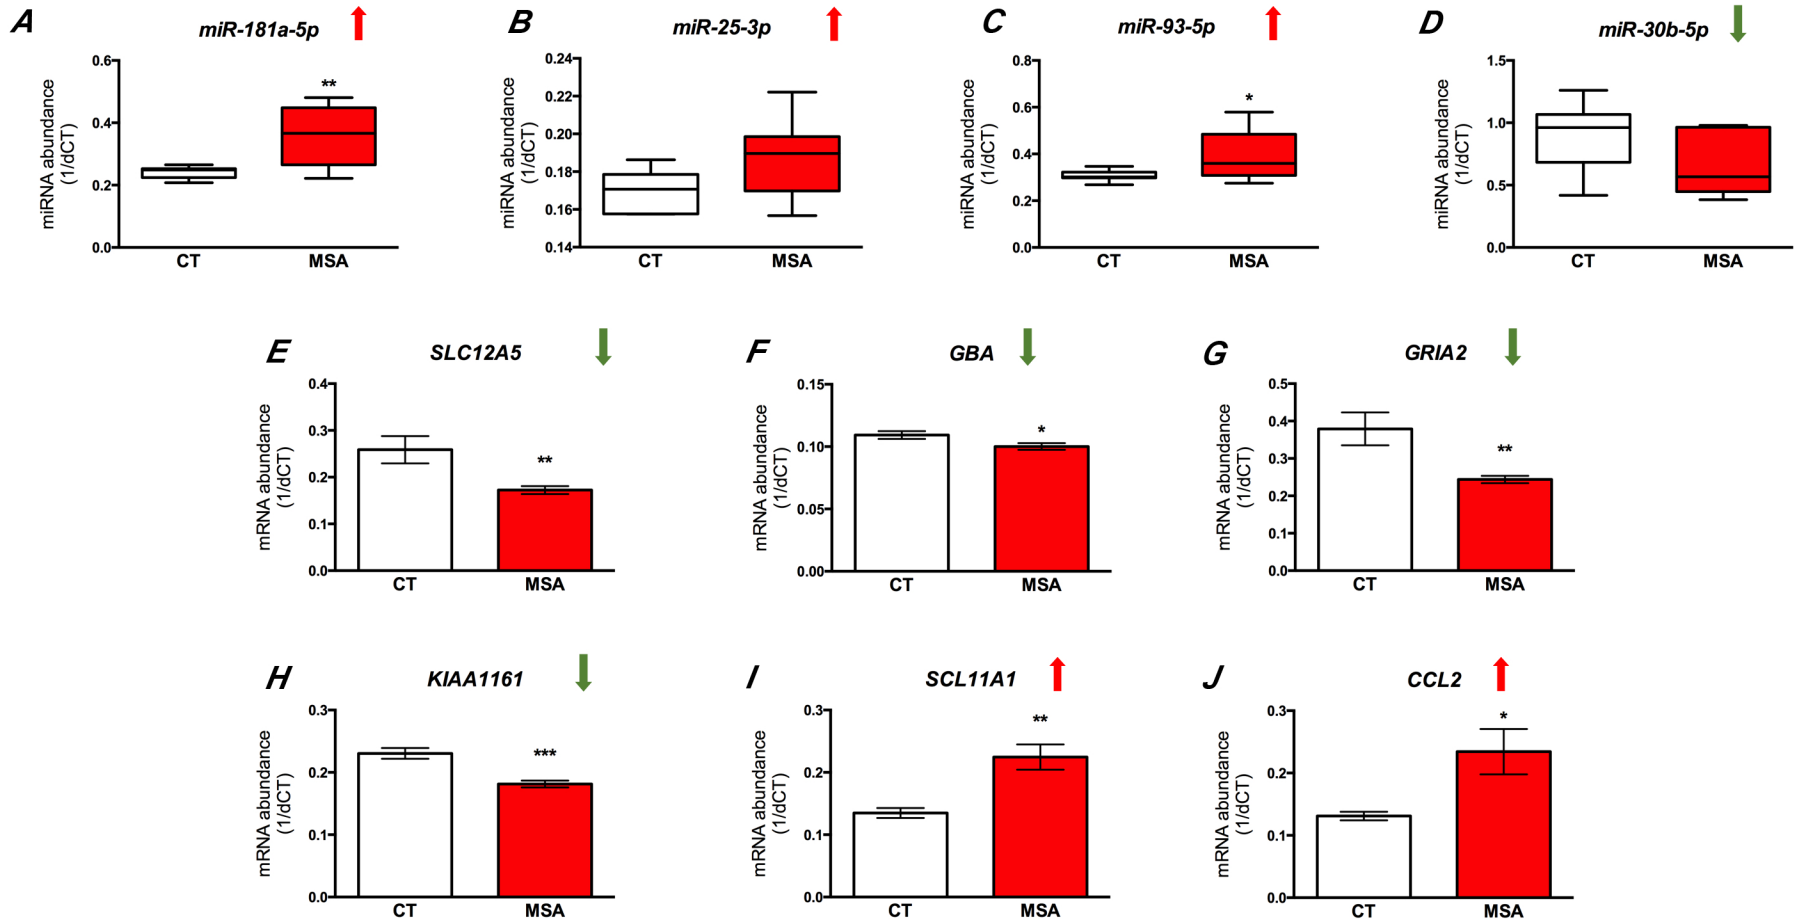 A
miR-181a-5p
miRNA abundance
(1/dCT)
0.6
0.4
0.2
0.0
**
CT
MSA
B
miR-25-3p
miRNA abundance
(1/dCT)
0.24
0.22
0.20
0.18
0.16
0.14
CT
MSA
C
miR-93-5p
miRNA abundance
(1/dCT)
0.8
0.6
0.4
0.2
0.0
*
CT
MSA
D
miR-30b-5p
miRNA abundance
(1/dCT)
1.5
1.0
0.5
0.0
CT
MSA
E
SLC12A5
mRNA abundance
(1/dCT)
0.4
0.3
0.2
0.1
0.0
**
CT
MSA
F
GBA
mRNA abundance
(1/dCT)
0.15
0.10
0.05
0.00
*
CT
MSA
G
GRIA2
mRNA abundance
(1/dCT)
0.5
0.4
0.3
0.2
0.1
0.0
**
CT
MSA
H
KIAA1161
mRNA abundance
(1/dCT)
0.3
0.2
0.1
0.0
***
CT
MSA
I
SCL11A1
mRNA abundance
(1/dCT)
0.3
0.2
0.1
0.0
**
CT
MSA
J
CCL2
mRNA abundance
(1/dCT)
0.3
0.2
0.1
0.0
*
CT
MSA